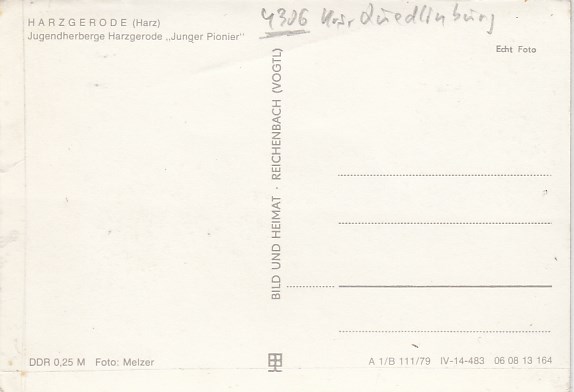 4306 Krs. Quedlinburg
HARZGERODE (Harz)
Jugendherberge Harzgerode „Junger Pionier"
Echt Foto
BILD UND HEIMAT · REICHENBACH (VOGTL)
DDR 0,25 M Foto: Melzer
A 1/B 111/79 IV-14-483 06 08 13 164